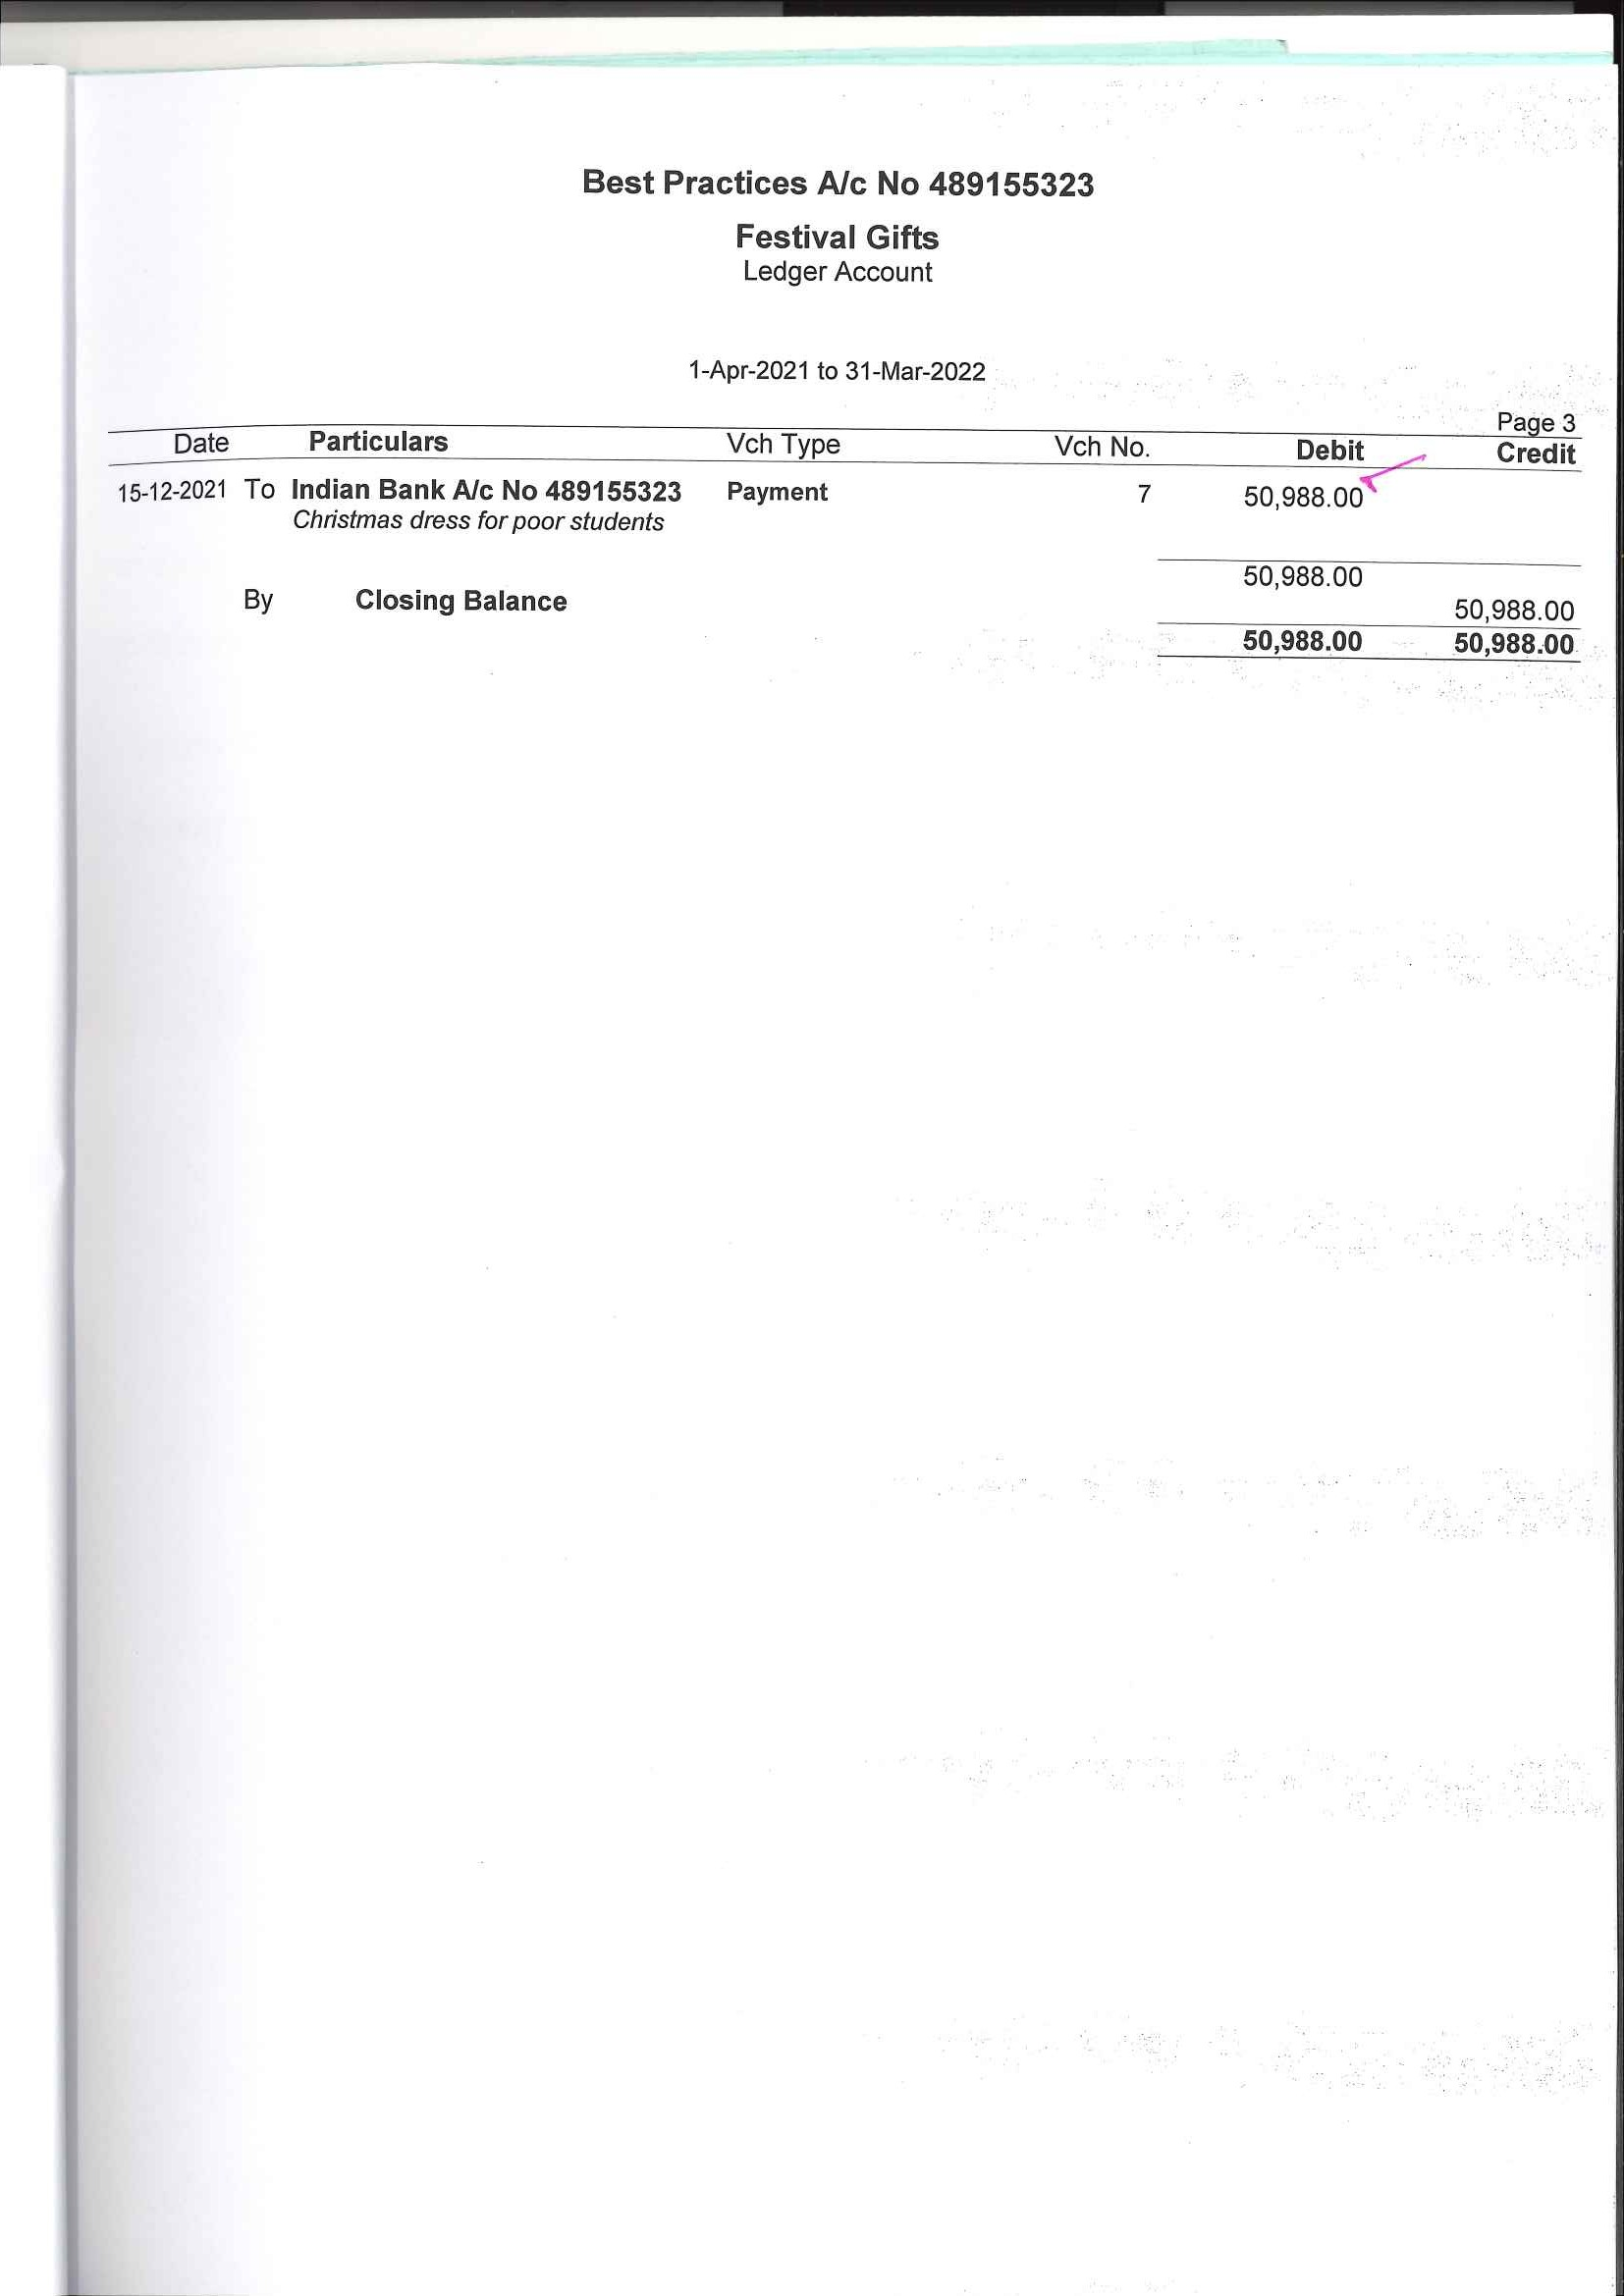 Best Practices A/c No 489155323
Festival Gifts
Ledger Account
1-Apr-2021 to 31-Mar-2022
Page 3
Date Particulars Vch Type Vch No. Debit Credit
15-12-2021 To Indian Bank A/c No 489155323 Payment 7 50,988.00
Christmas dress for poor students
50,988.00
By Closing Balance 50,988.00
50,988.00 50,988.00